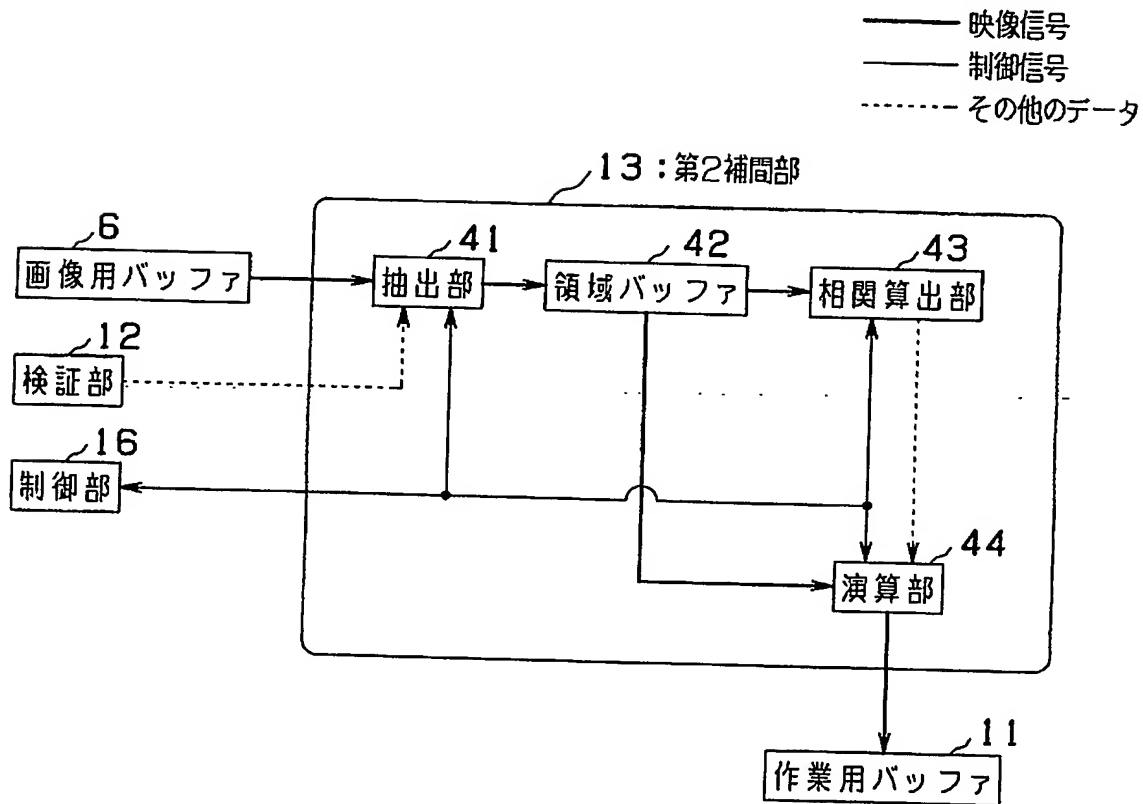 映像信号
制御信号
その他のデータ
13：第2補間部
6
画像用バッファ
41
抽出部
42
領域バッファ
43
相関算出部
12
検証部
16
制御部
44
演算部
11
作業用バッファ